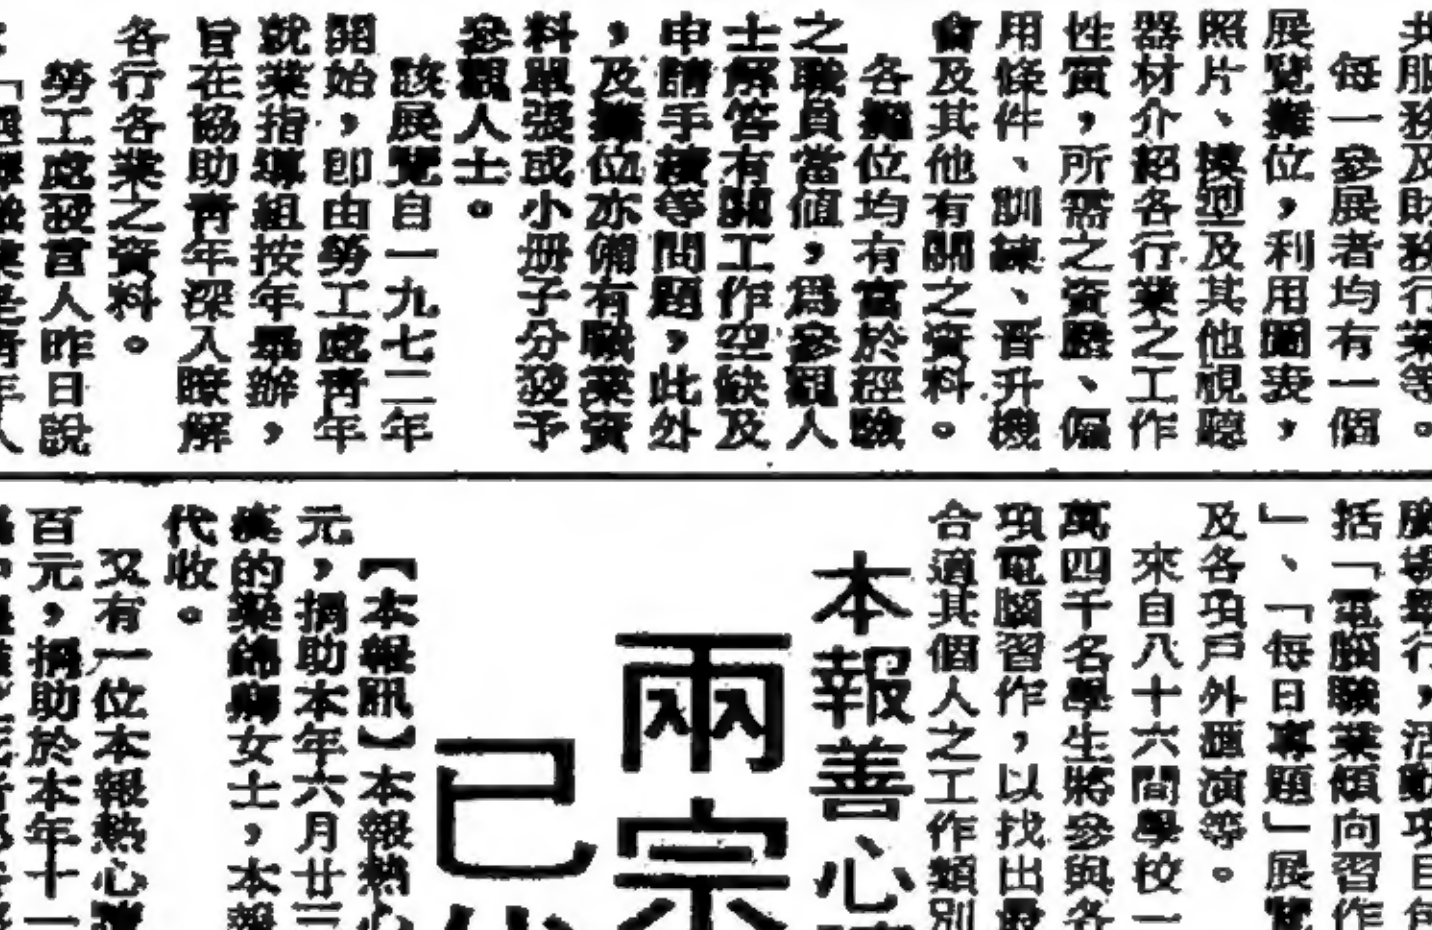 共服務及財務行業等。
每一參展者均有一個
展覽攤位，利用圖表，
照片、模型及其他視聽
器材介紹各行業之工作
性質，所需之資歷、僱
用條件、訓練、晋升機
會及其他有關之資料。
各攤位均有富於經驗
之職員當值，爲參觀人
士解答有關工作空缺及
申請手續等問題，此外
，及攤位亦備有職業資
料單張或小册子分發予
參觀人士。
該展覽自一九七二年
開始，即由勞工處青年
就業指導組按年舉辦，
旨在協助青年深入瞭解
各行各業之資料。
勞工處發言人昨日說
行，活動項目包
括「電腦職業傾向習作
」、「每日專題」展覽
及各項戶外匯演等。
來自八十六間學校一
萬四千名學生將參與各
項電腦習作，以找出最
合適其個人之工作類別
本報善心
兩宗
已
【本報訊】本報熱心
元，捐助本年六月廿三
的梁錦嫻女士，本報
代收。
又有一位本報熱心讀
百元，捐助於本年十一